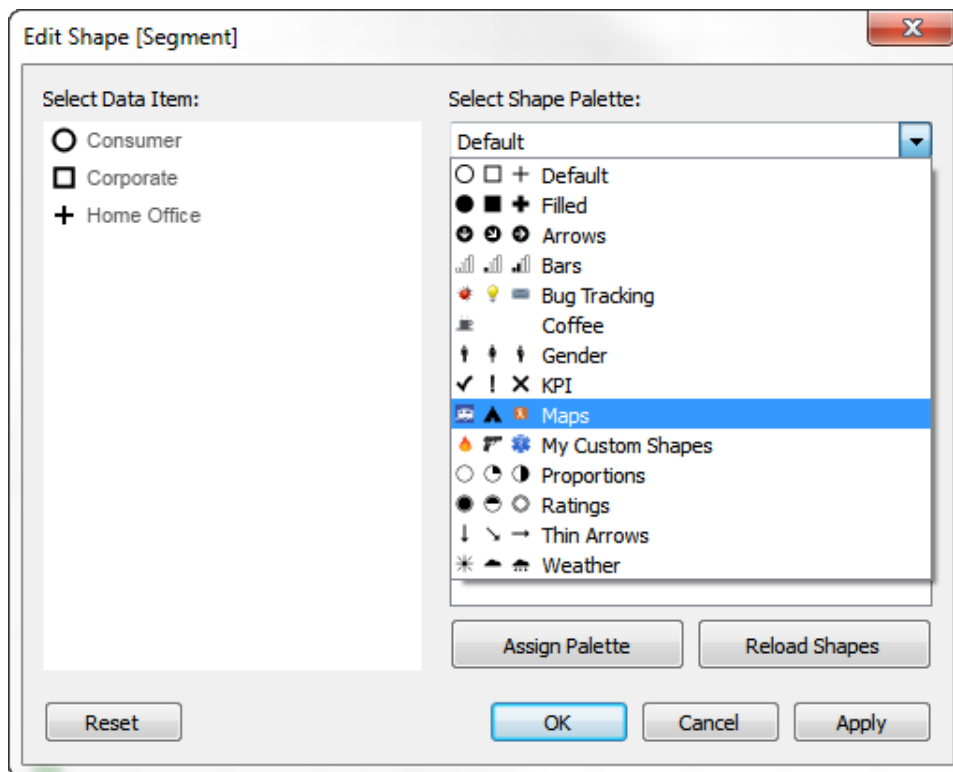 Edit Shape [Segment]
Select Data Item:
Consumer
Corporate
Home Office
Select Shape Palette:
Default
Default
Filled
Arrows
Bars
Bug Tracking
Coffee
Gender
KPI
Maps
My Custom Shapes
Proportions
Ratings
Thin Arrows
Weather
Assign Palette
Reload Shapes
Reset
OK
Cancel
Apply